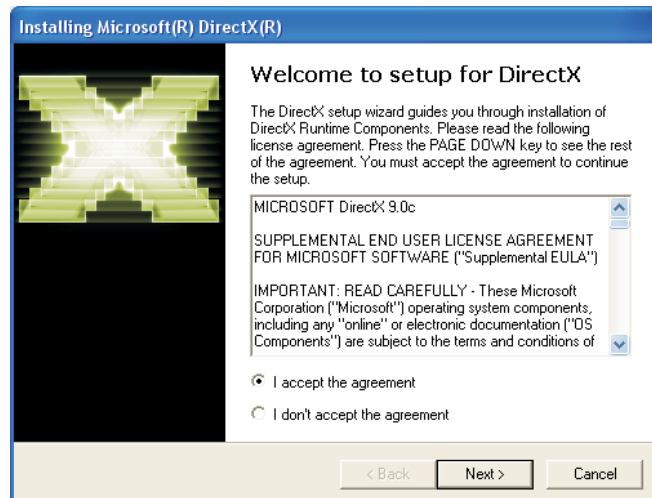 Installing Microsoft(R) DirectX(R)
Welcome to setup for DirectX
The DirectX setup wizard guides you through installation of
DirectX Runtime Components. Please read the following
license agreement. Press the PAGE DOWN key to see the rest
of the agreement. You must accept the agreement to continue
the setup.
MICROSOFT DirectX 9.0c
SUPPLEMENTAL END USER LICENSE AGREEMENT
FOR MICROSOFT SOFTWARE ("Supplemental EULA")
IMPORTANT: READ CAREFULLY - These Microsoft
Corporation ("Microsoft") operating system components,
including any "online" or electronic documentation ("OS
Components") are subject to the terms and conditions of
I accept the agreement
I don't accept the agreement
< Back Next > Cancel